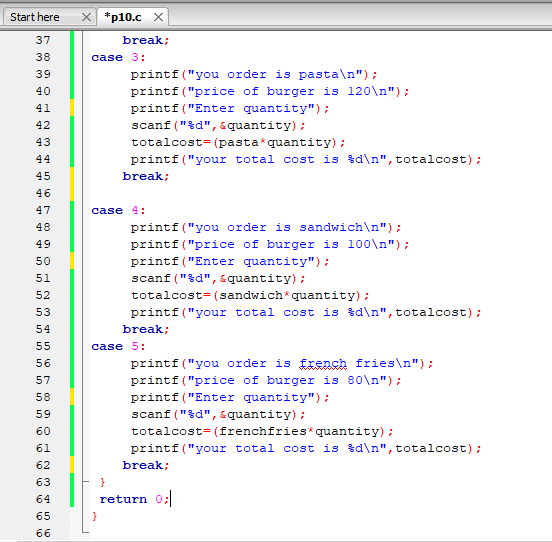 Start here × *p10.c ×
37 break;
38 case 3:
39 printf("you order is pasta\n");
40 printf("price of burger is 120\n");
41 printf("Enter quantity");
42 scanf("%d",&quantity);
43 totalcost=(pasta*quantity);
44 printf("your total cost is %d\n",totalcost);
45 break;
46
47 case 4:
48 printf("you order is sandwich\n");
49 printf("price of burger is 100\n");
50 printf("Enter quantity");
51 scanf("%d",&quantity);
52 totalcost=(sandwich*quantity);
53 printf("your total cost is %d\n",totalcost);
54 break;
55 case 5:
56 printf("you order is french fries\n");
57 printf("price of burger is 80\n");
58 printf("Enter quantity");
59 scanf("%d",&quantity);
60 totalcost=(frenchfries*quantity);
61 printf("your total cost is %d\n",totalcost);
62 break;
63 }
64 return 0;
65 }
66